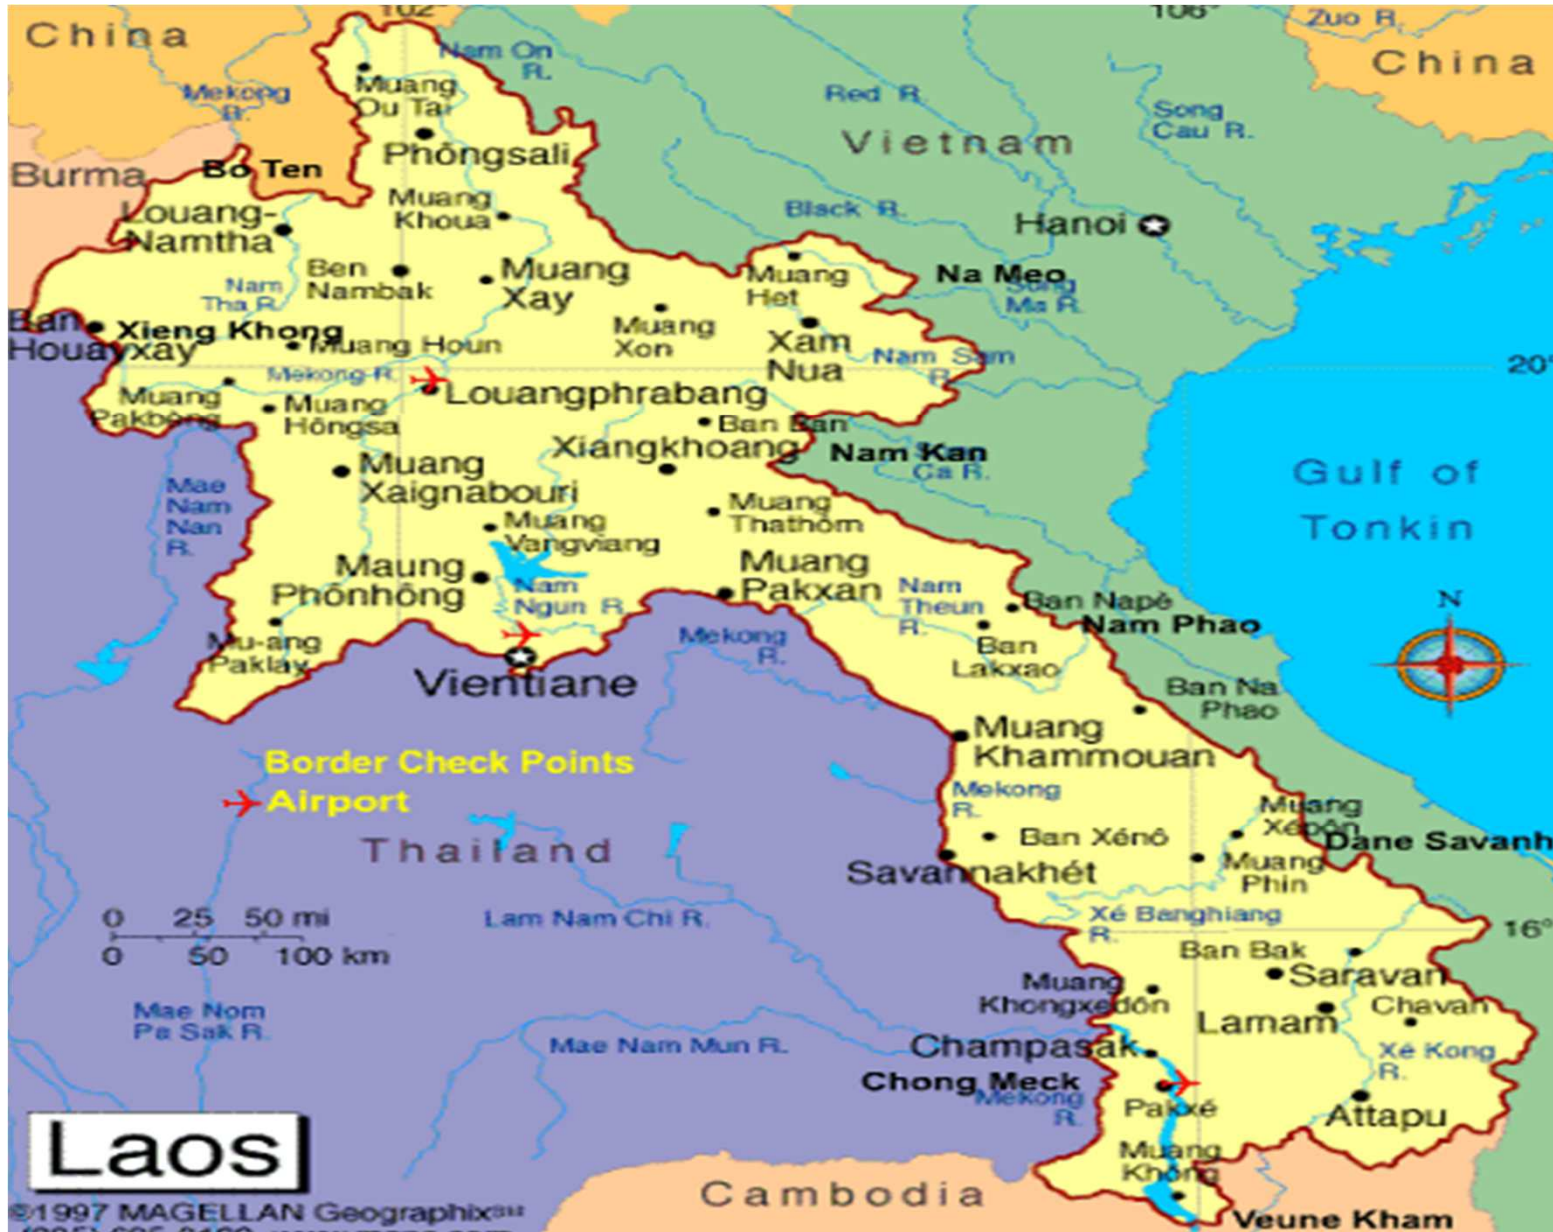 102°
106°
Zuo R.
China
China
Nam On
R.
Mekong
R.
Muang
Ou Tai
Red R.
Song
Cau R.
Vietnam
Phôngsali
Burma
Bo Ten
Louang-
Namtha
Muang
Khoua
Black R.
Hanoi
Ben
Nambak
Muang
Xay
Nam
Tha R.
Muang
Het
Na Meo
Song
Ma R.
Ban
Houayxay
Xieng Khong
Muang Houn
Muang
Xon
Xam
Nua
Nam Sam
R.
20°
Mekong R.
Muang
Pakbeng
Muang
Hôngsa
Louangphrabang
Ban Ban
Xiangkhoang
Nam Kan
Ca R.
Muang
Xaignabouri
Mae
Nam
Nan
R.
Muang
Vangviang
Muang
Thathôm
Gulf of
Tonkin
Maung
Phônhông
Nam
Ngun R.
Muang
Pakxan
Nam
Theun
R.
Ban Napè
Nam Phao
N
Mu-ang
Paklay
Vientiane
Mekong
R.
Ban
Lakxao
Ban Na
Phao
Muang
Khammouan
Border Check Points
Airport
Mekong
R.
Muang
Xépôn
Dane Savanh
Thailand
Ban Xénô
Savannakhét
Muang
Phin
0 25 50 mi
0 50 100 km
Lam Nam Chi R.
Xé Banghiang
R.
16°
Ban Bak
Saravan
Muang
Khongxedôn
Lamam
Chavan
Mae Nom
Pa Sak R.
Mae Nam Mun R.
Champasak
Xé Kong
R.
Chong Meck
Mekong
R.
Pakxé
Attapu
Laos
Muang
Không
Cambodia
Veune Kham
©1997 MAGELLAN Geographix